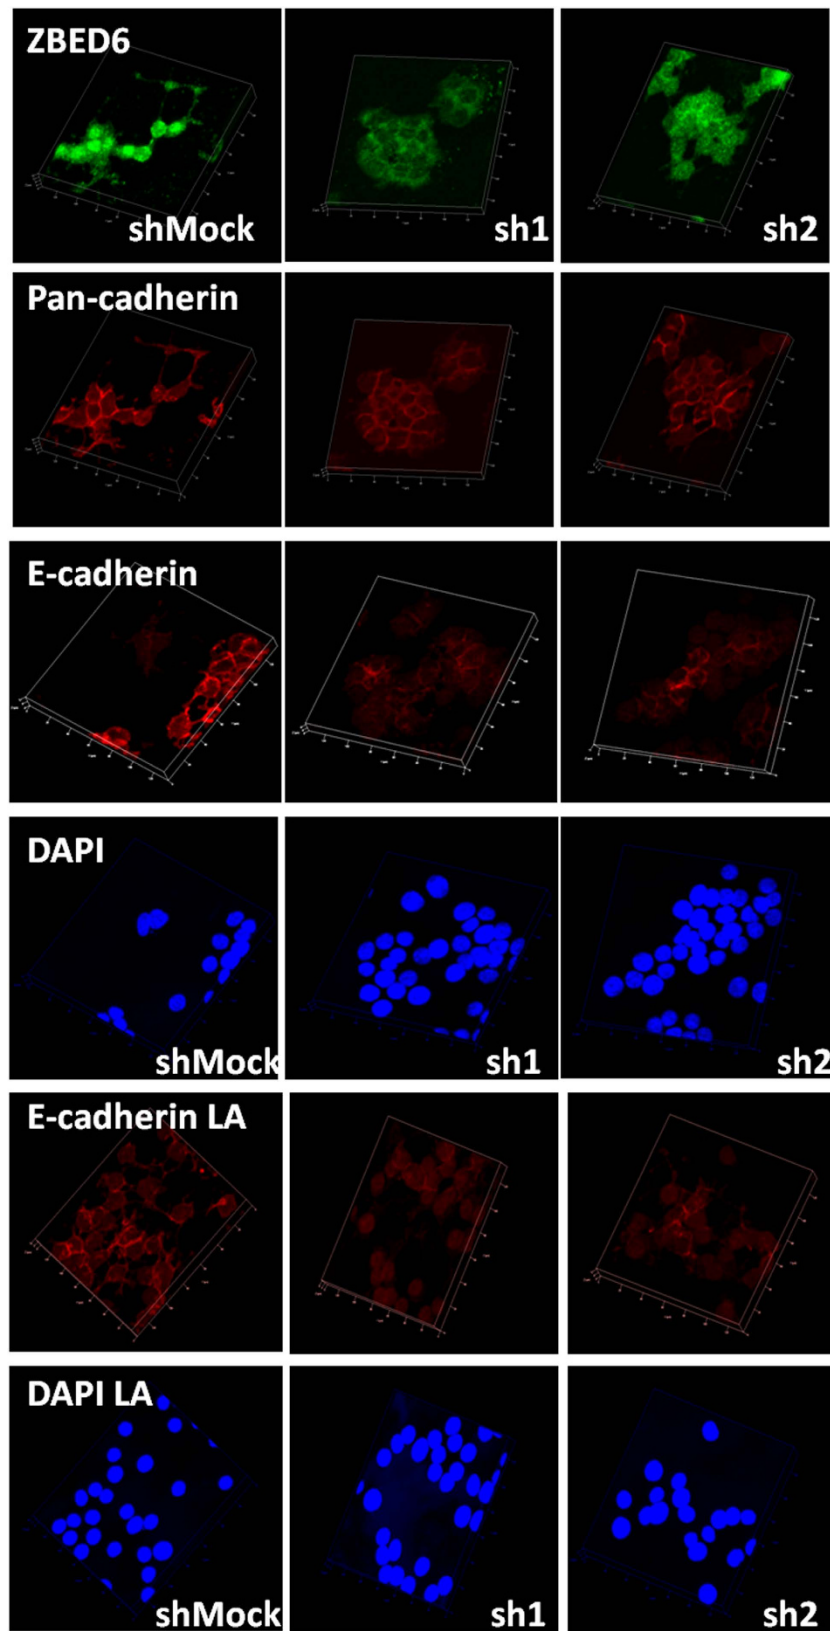 ZBED6
shMock sh1 sh2
Pan-cadherin
E-cadherin
DAPI
shMock sh1 sh2
E-cadherin LA
DAPI LA
shMock sh1 sh2